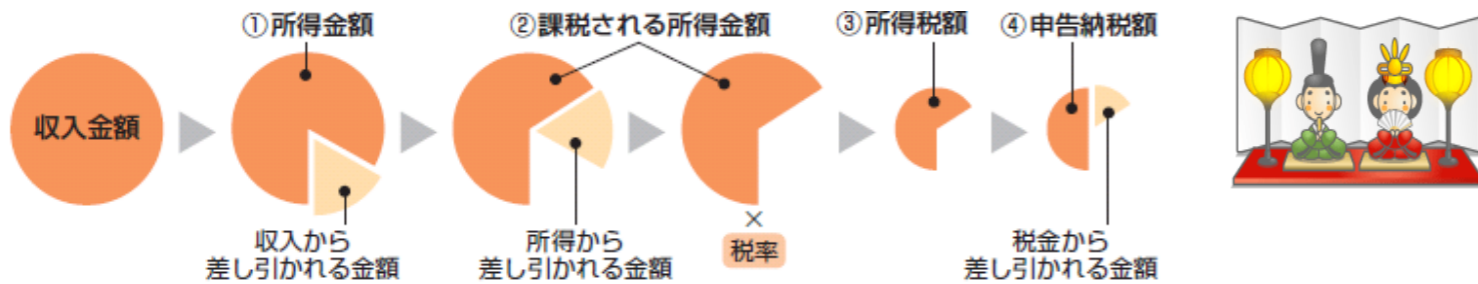 ①所得金額
②課税される所得金額
③所得税額
④申告納税額
収入金額
収入から
差し引かれる金額
所得から
差し引かれる金額
×
税率
税金から
差し引かれる金額